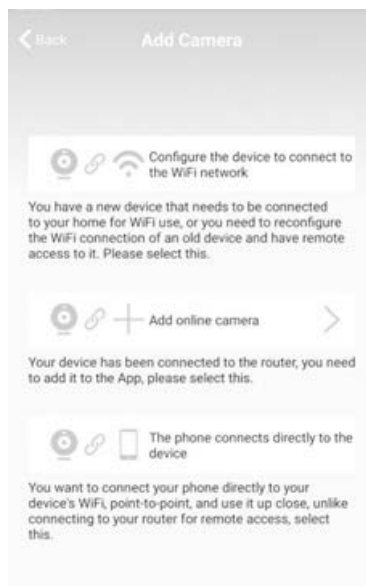 Back
Add Camera
Configure the device to connect to
the WiFi network
You have a new device that needs to be connected
to your home for WiFi use, or you need to reconfigure
the WiFi connection of an old device and have remote
access to it. Please select this.
Add online camera
Your device has been connected to the router, you need
to add it to the App, please select this.
The phone connects directly to the
device
You want to connect your phone directly to your
device's WiFi, point-to-point, and use it up close, unlike
connecting to your router for remote access, select
this.